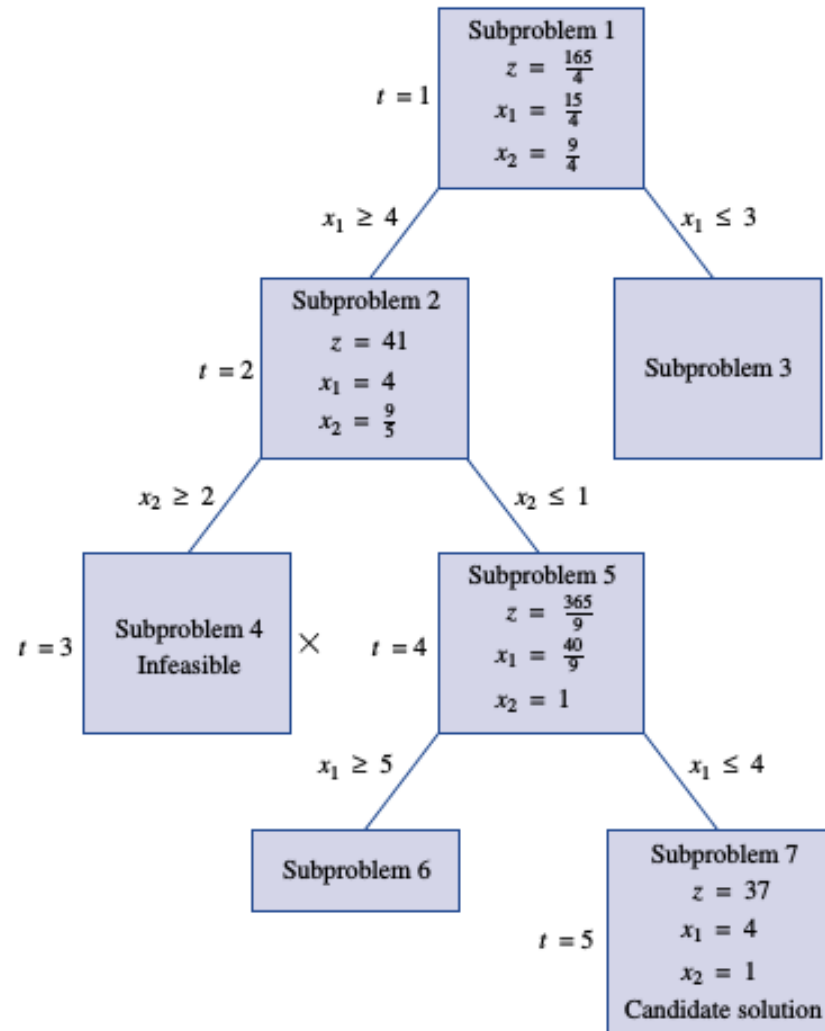 Subproblem 1
z = 165/4
t = 1
x₁ = 15/4
x₂ = 9/4
x₁ ≥ 4
x₁ ≤ 3
Subproblem 2
z = 41
t = 2
x₁ = 4
x₂ = 9/5
Subproblem 3
x₂ ≥ 2
x₂ ≤ 1
t = 3
Subproblem 4
Infeasible
×
Subproblem 5
z = 365/9
t = 4
x₁ = 40/9
x₂ = 1
x₁ ≥ 5
x₁ ≤ 4
Subproblem 6
Subproblem 7
z = 37
t = 5
x₁ = 4
x₂ = 1
Candidate solution